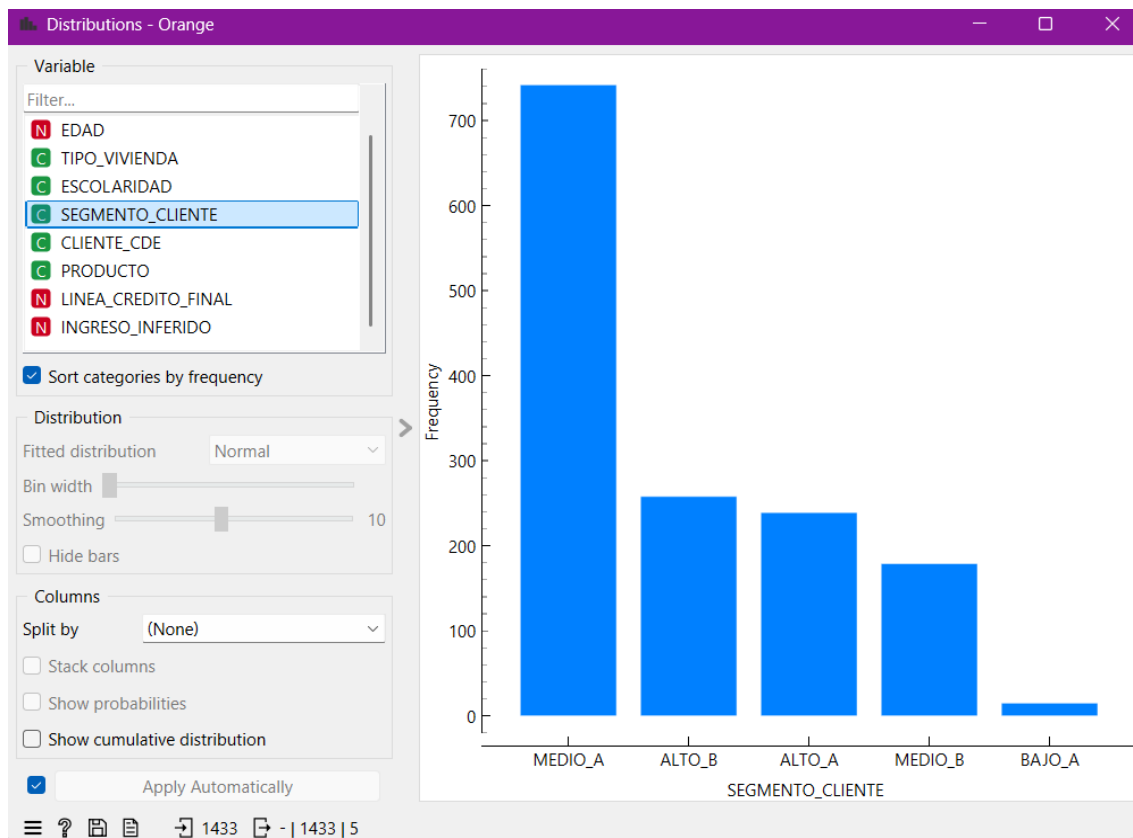 Distributions - Orange
Variable
Filter...
N EDAD
C TIPO_VIVIENDA
C ESCOLARIDAD
C SEGMENTO_CLIENTE
C CLIENTE_CDE
C PRODUCTO
N LINEA_CREDITO_FINAL
N INGRESO_INFERIDO
Sort categories by frequency
Distribution
Fitted distribution Normal
Bin width
Smoothing 10
Hide bars
Columns
Split by (None)
Stack columns
Show probabilities
Show cumulative distribution
Apply Automatically
? 1433 - | 1433 | 5
Frequency
700
600
500
400
300
200
100
0
MEDIO_A ALTO_B ALTO_A MEDIO_B BAJO_A
SEGMENTO_CLIENTE